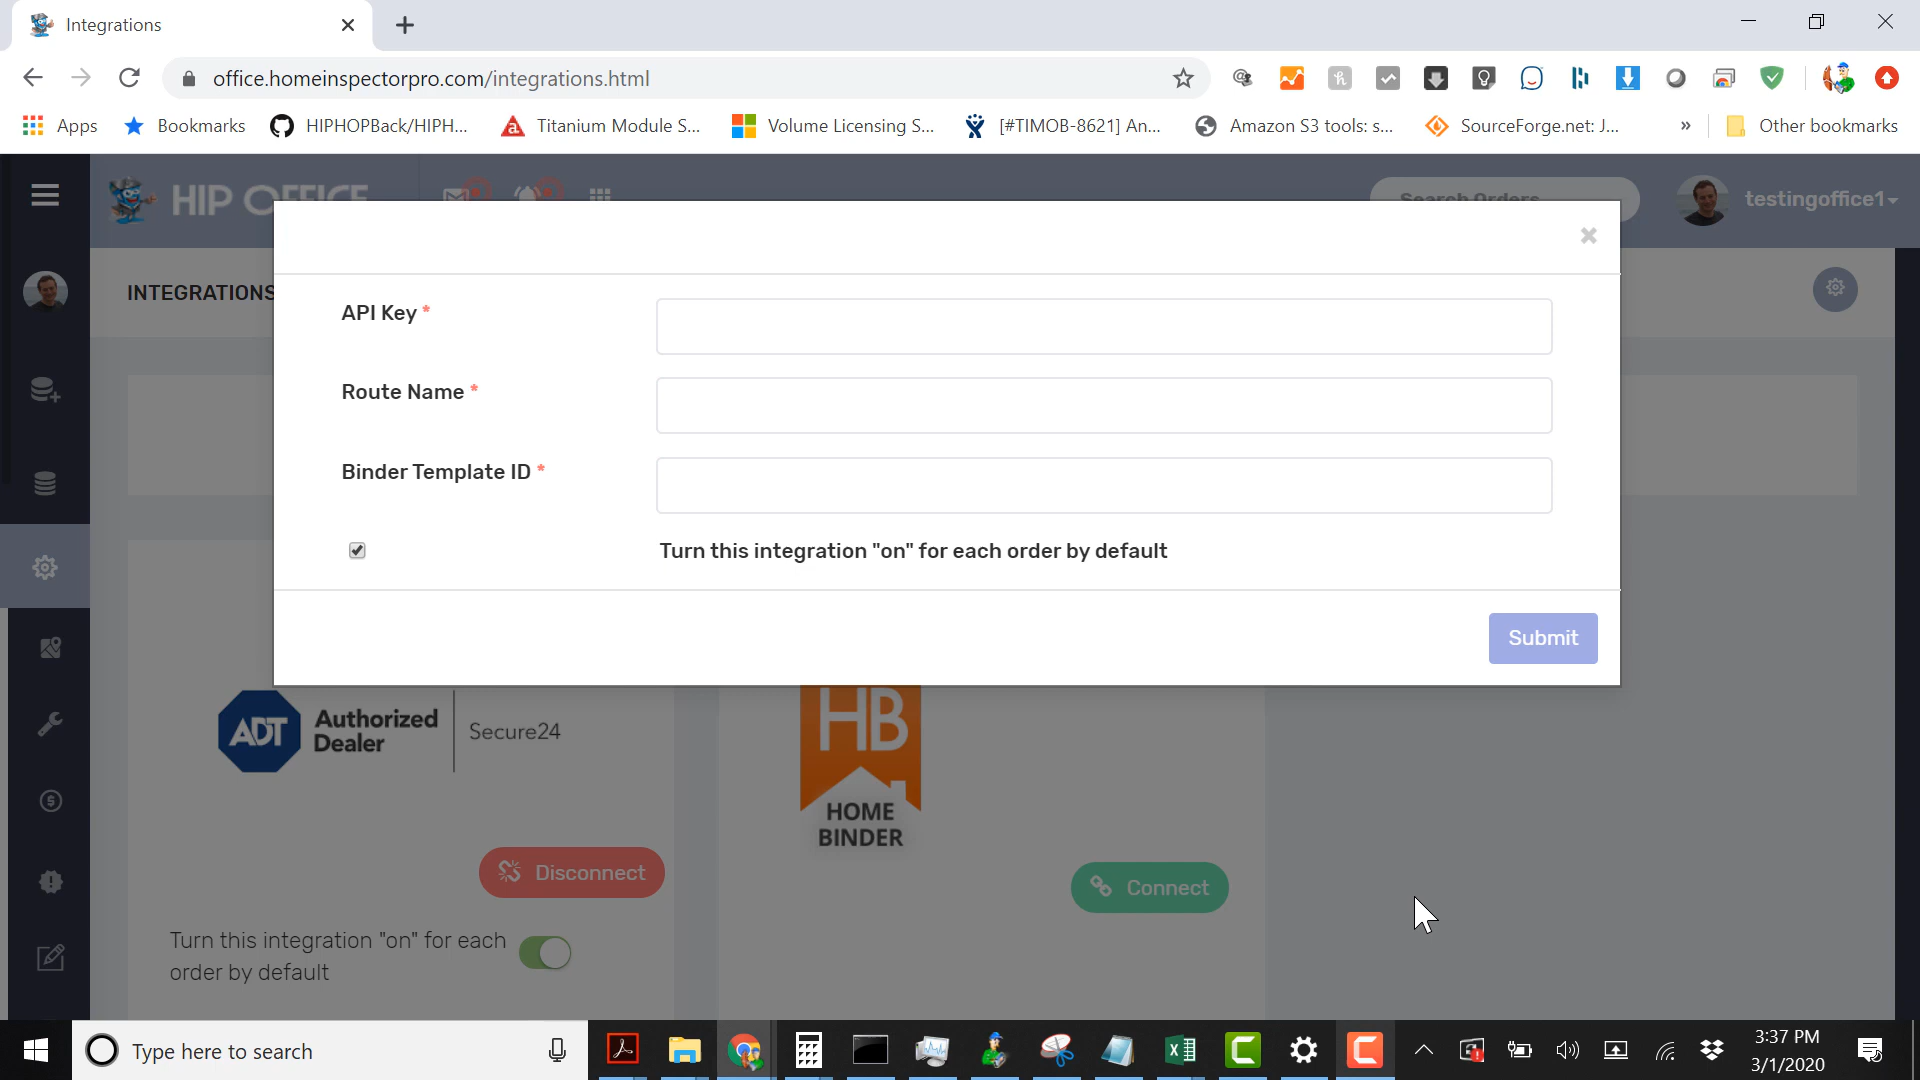 Integrations
office.homeinspectorpro.com/integrations.html
Apps
Bookmarks
HIPHOPBack/HIPH...
Titanium Module S...
Volume Licensing S...
[#TIMOB-8621] An...
Amazon S3 tools: s...
SourceForge.net: J...
»
Other bookmarks
HIP OFFICE
Search Orders
testingoffice1
INTEGRATIONS
API Key *
Route Name *
Binder Template ID *
Turn this integration "on" for each order by default
Submit
ADT
Authorized
Dealer
Secure24
HB
HOME
BINDER
Disconnect
Connect
Turn this integration "on" for each
order by default
Type here to search
3:37 PM
3/1/2020